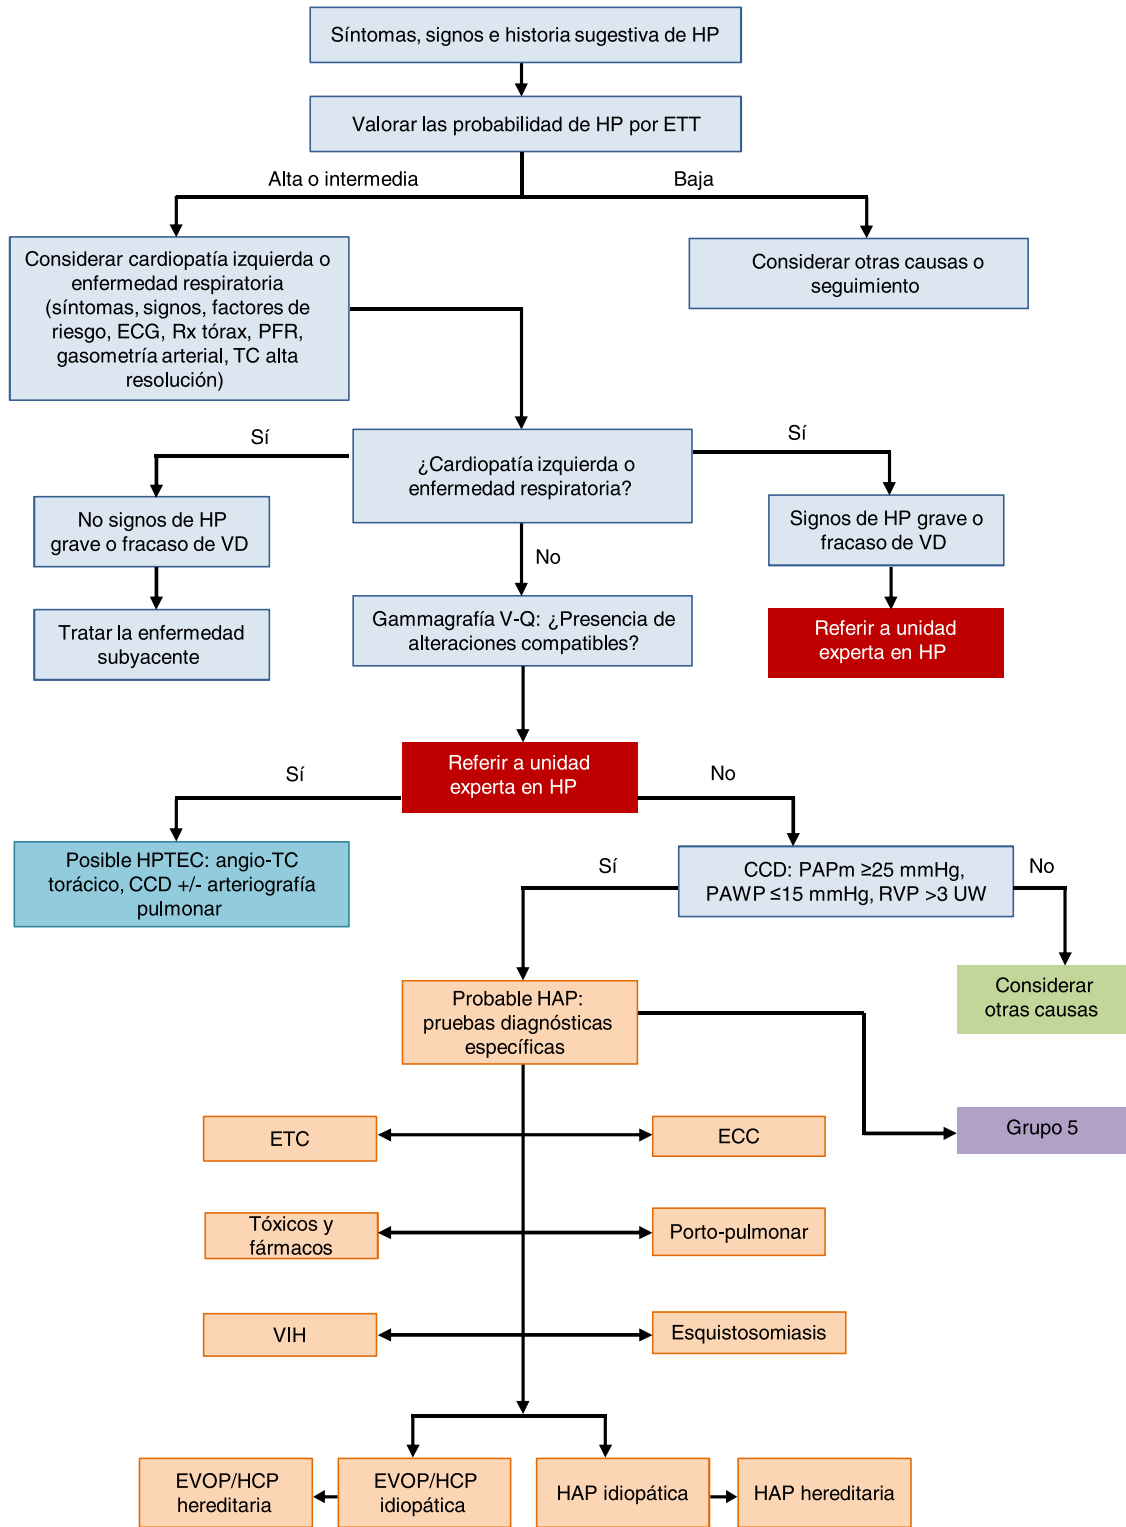 Síntomas, signos e historia sugestiva de HP
Valorar las probabilidad de HP por ETT
Alta o intermedia
Baja
Considerar cardiopatía izquierda o
enfermedad respiratoria
(síntomas, signos, factores de
riesgo, ECG, Rx tórax, PFR,
gasometría arterial, TC alta
resolución)
Considerar otras causas o
seguimiento
Sí
¿Cardiopatía izquierda o
enfermedad respiratoria?
Sí
No signos de HP
grave o fracaso de VD
Signos de HP grave o
fracaso de VD
No
Tratar la enfermedad
subyacente
Gammagrafía V-Q: ¿Presencia de
alteraciones compatibles?
Referir a unidad
experta en HP
Sí
Referir a unidad
experta en HP
No
Posible HPTEC: angio-TC
torácico, CCD +/- arteriografía
pulmonar
Sí
CCD: PAPm ≥25 mmHg,
PAWP ≤15 mmHg, RVP >3 UW
No
Considerar
otras causas
Probable HAP:
pruebas diagnósticas
específicas
Grupo 5
ETC
ECC
Tóxicos y
fármacos
Porto-pulmonar
VIH
Esquistosomiasis
EVOP/HCP
hereditaria
EVOP/HCP
idiopática
HAP idiopática
HAP hereditaria